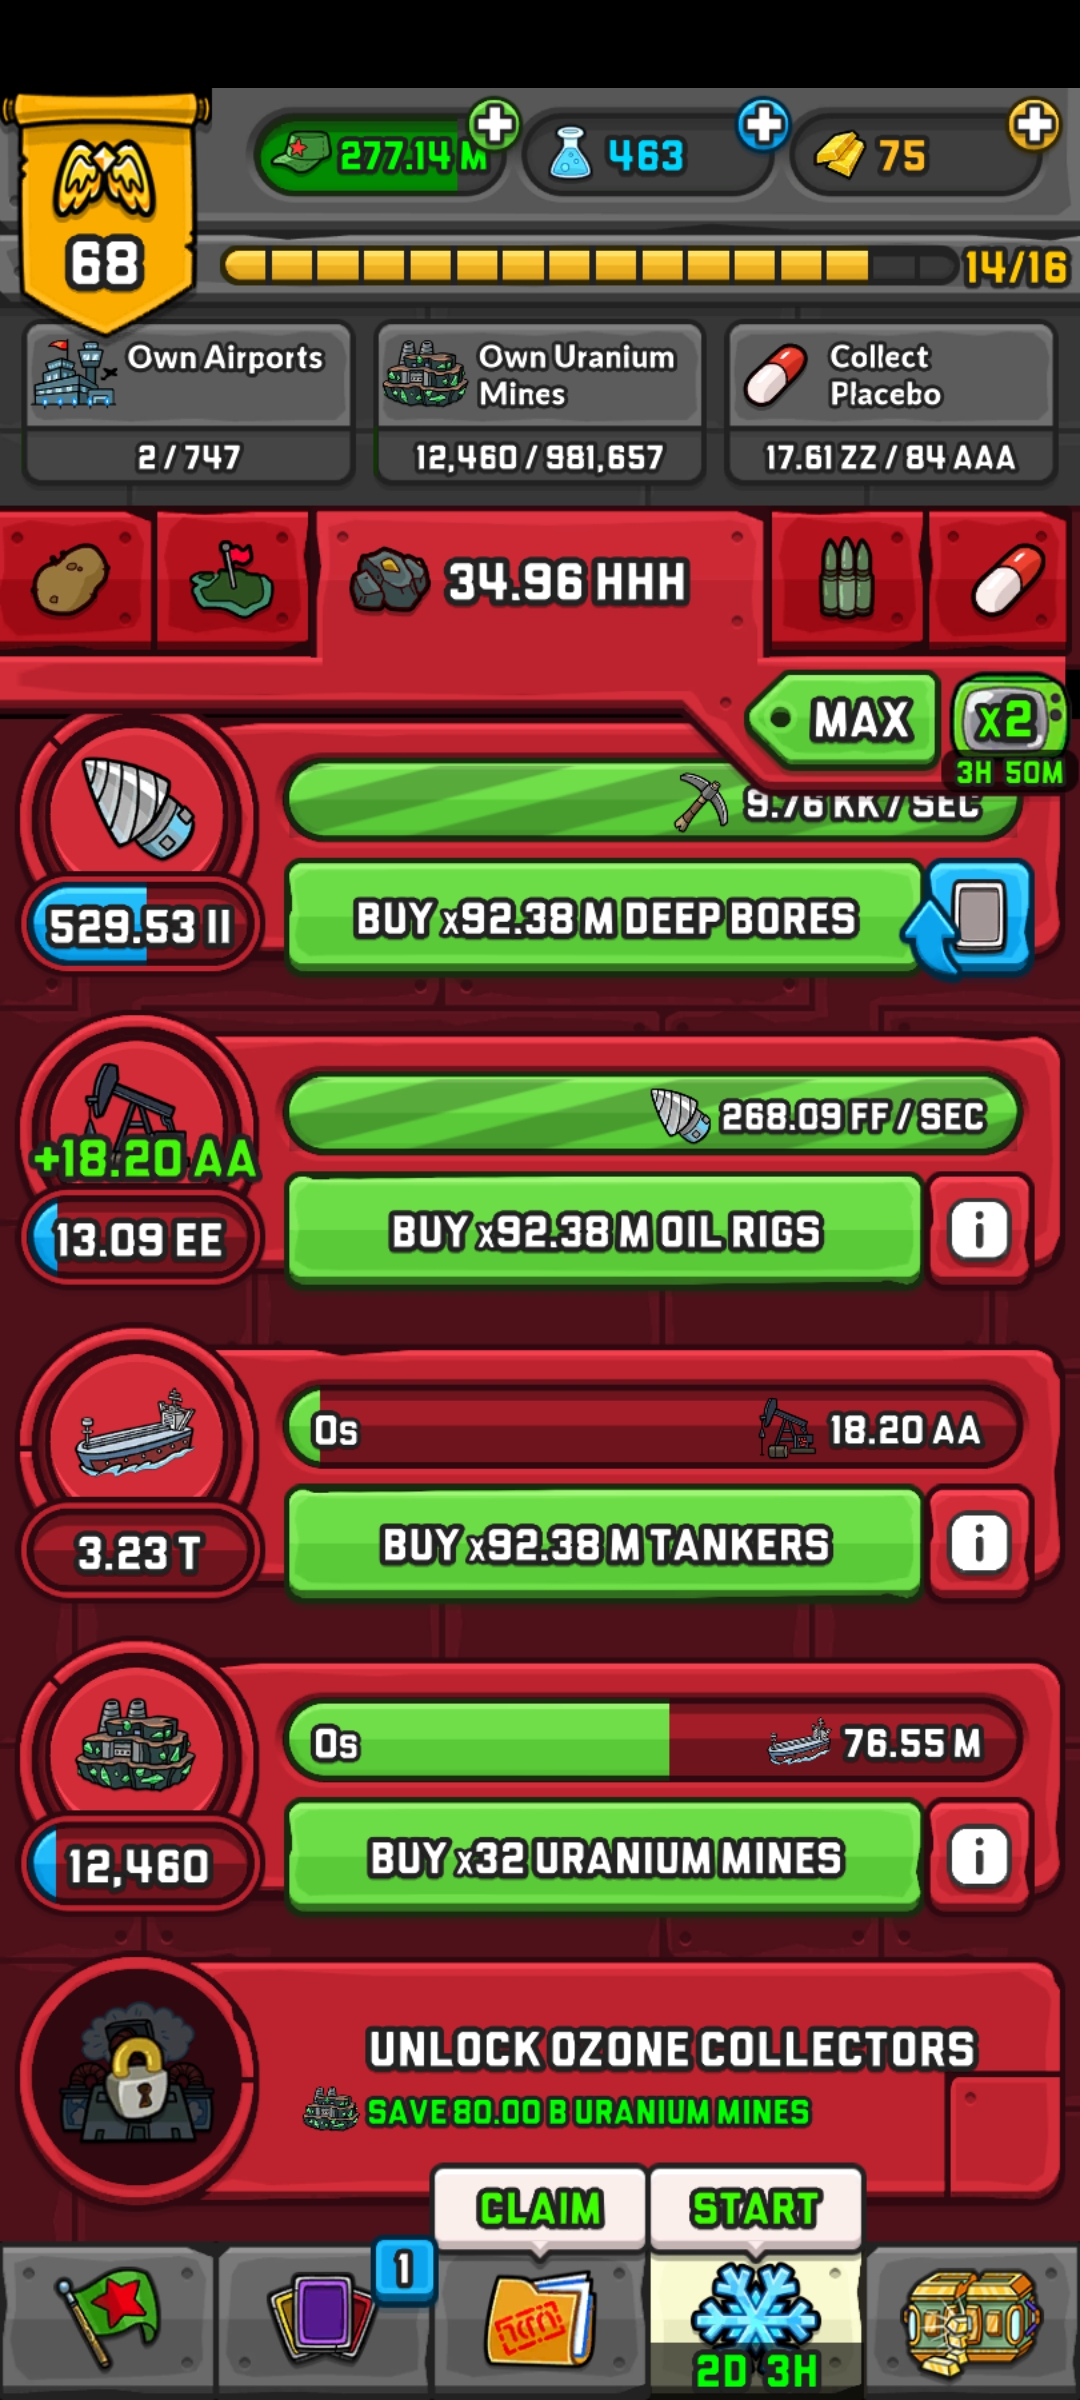 277.14 M
463
75
68
14/16
Own Airports
2 / 747
Own Uranium
Mines
12,460 / 981,657
Collect
Placebo
17.61 ZZ / 84 AAA
34.96 HHH
MAX
x2
3H 50M
9.76 KK / SEC
529.53 II
BUY x92.38 M DEEP BORES
268.09 FF / SEC
+18.20 AA
13.09 EE
BUY x92.38 M OIL RIGS
i
0s
18.20 AA
3.23 T
BUY x92.38 M TANKERS
i
0s
76.55 M
12,460
BUY x32 URANIUM MINES
i
UNLOCK OZONE COLLECTORS
SAVE 80.00 B URANIUM MINES
CLAIM
START
1
2D 3H